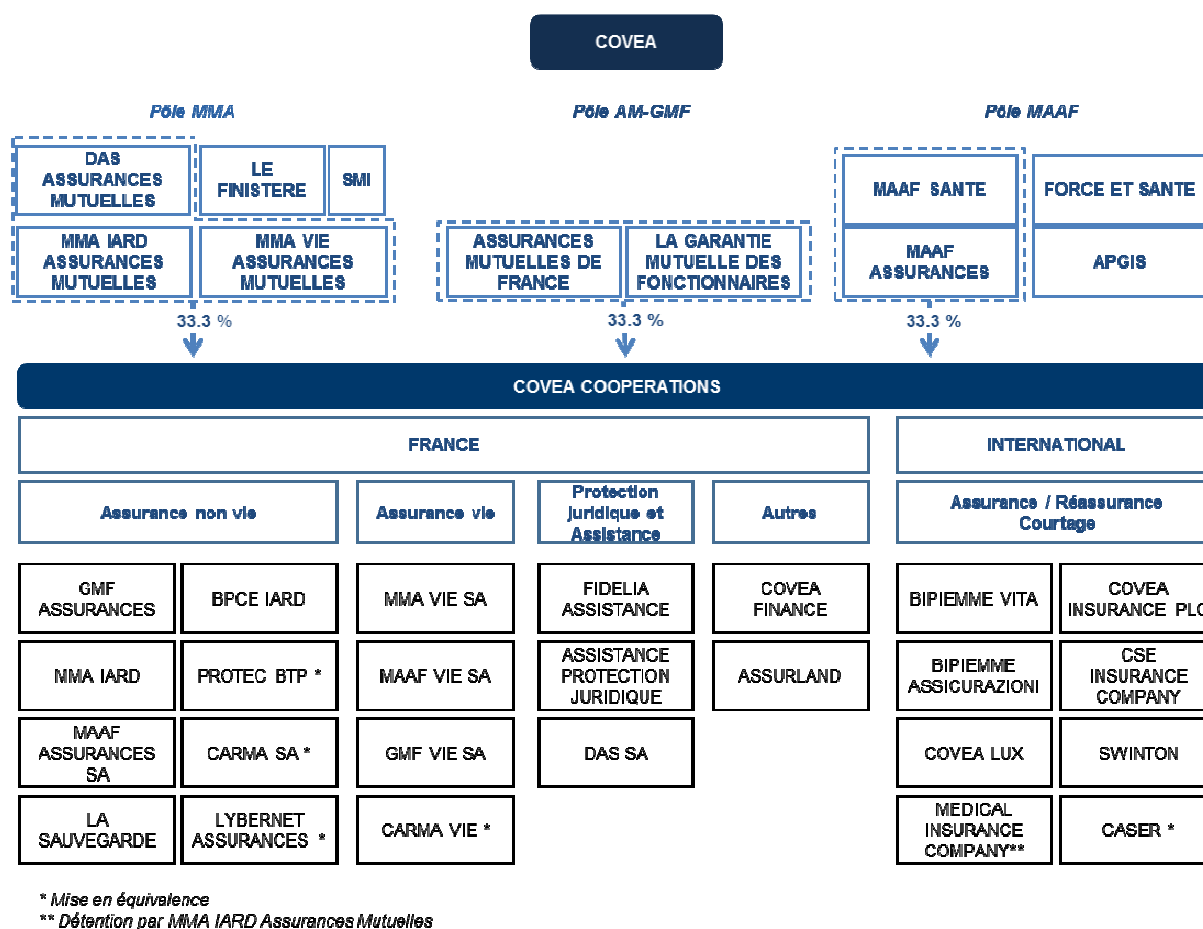 COVEA
Pôle MMA
Pôle AM-GMF
Pôle MAAF
DAS
ASSURANCES
MUTUELLES
LE
FINISTERE
SMI
MMA IARD
ASSURANCES
MUTUELLES
MMA VIE
ASSURANCES
MUTUELLES
ASSURANCES
MUTUELLES DE
FRANCE
LA GARANTIE
MUTUELLE DES
FONCTIONNAIRES
MAAF SANTE
FORCE ET SANTE
MAAF
ASSURANCES
APGIS
33.3 %
33.3 %
33.3 %
COVEA COOPERATIONS
FRANCE
INTERNATIONAL
Assurance non vie
Assurance vie
Protection
juridique et
Assistance
Autres
Assurance / Réassurance
Courtage
GMF
ASSURANCES
BPCE IARD
MMA VIE SA
FIDELIA
ASSISTANCE
COVEA
FINANCE
BIPIEMME VITA
COVEA
INSURANCE PLC
MMA IARD
PROTEC BTP *
MAAF VIE SA
ASSISTANCE
PROTECTION
JURIDIQUE
ASSURLAND
BIPIEMME
ASSICURAZIONI
CSE
INSURANCE
COMPANY
MAAF
ASSURANCES
SA
CARMA SA *
GMF VIE SA
DAS SA
COVEA LUX
SWINTON
LA
SAUVEGARDE
LYBERNET
ASSURANCES *
CARMA VIE *
MEDICAL
INSURANCE
COMPANY**
CASER *
* Mise en équivalence
** Détention par MMA IARD Assurances Mutuelles